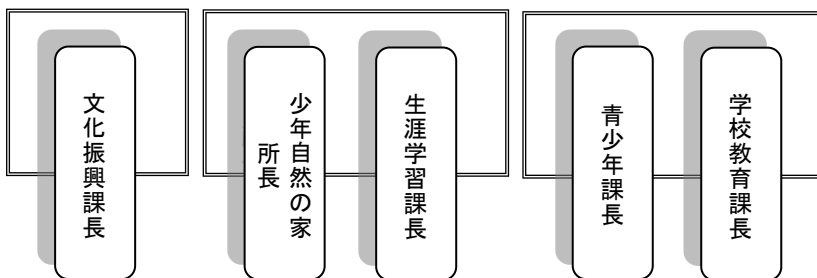 学校教育課長
青少年課長
生涯学習課長
少年自然の家
所長
文化振興課長